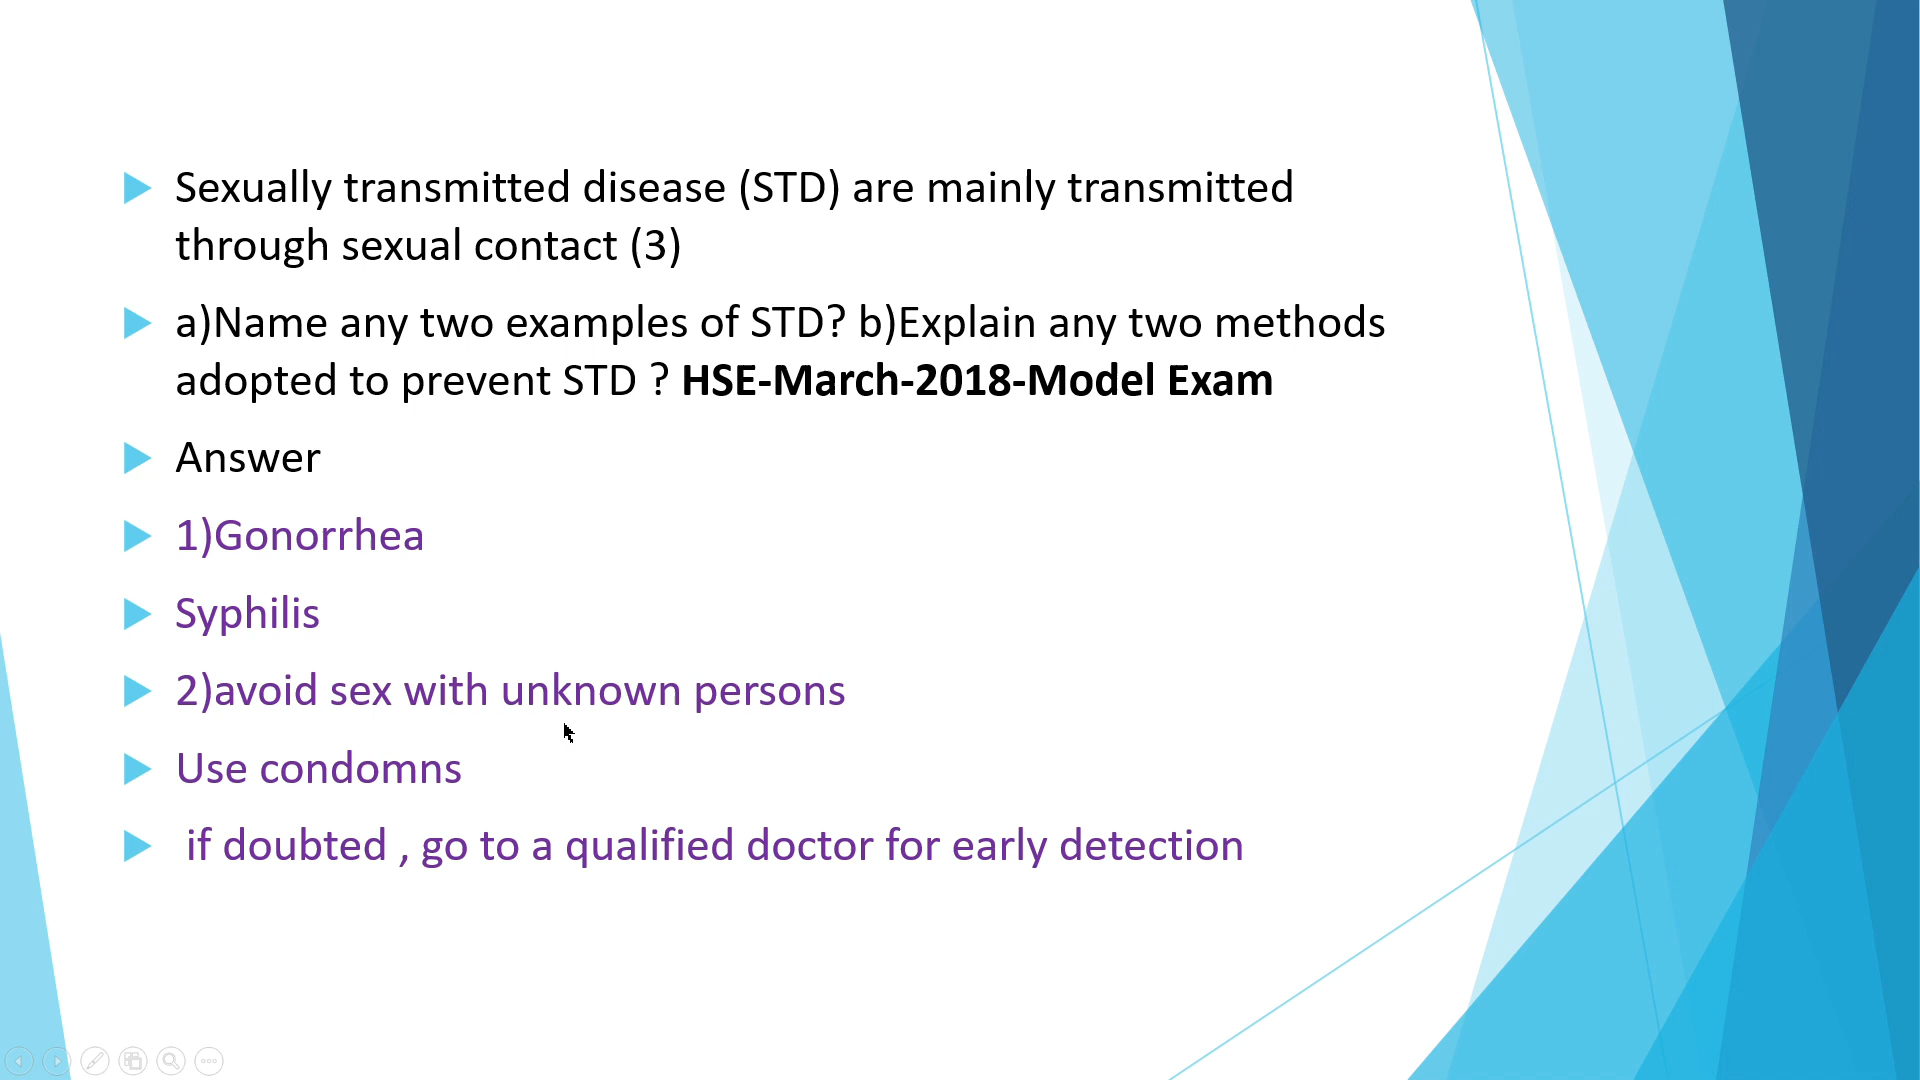 Sexually transmitted disease (STD) are mainly transmitted
through sexual contact (3)
a)Name any two examples of STD? b)Explain any two methods
adopted to prevent STD ? HSE-March-2018-Model Exam
Answer
1)Gonorrhea
Syphilis
2)avoid sex with unknown persons
Use condomns
if doubted , go to a qualified doctor for early detection